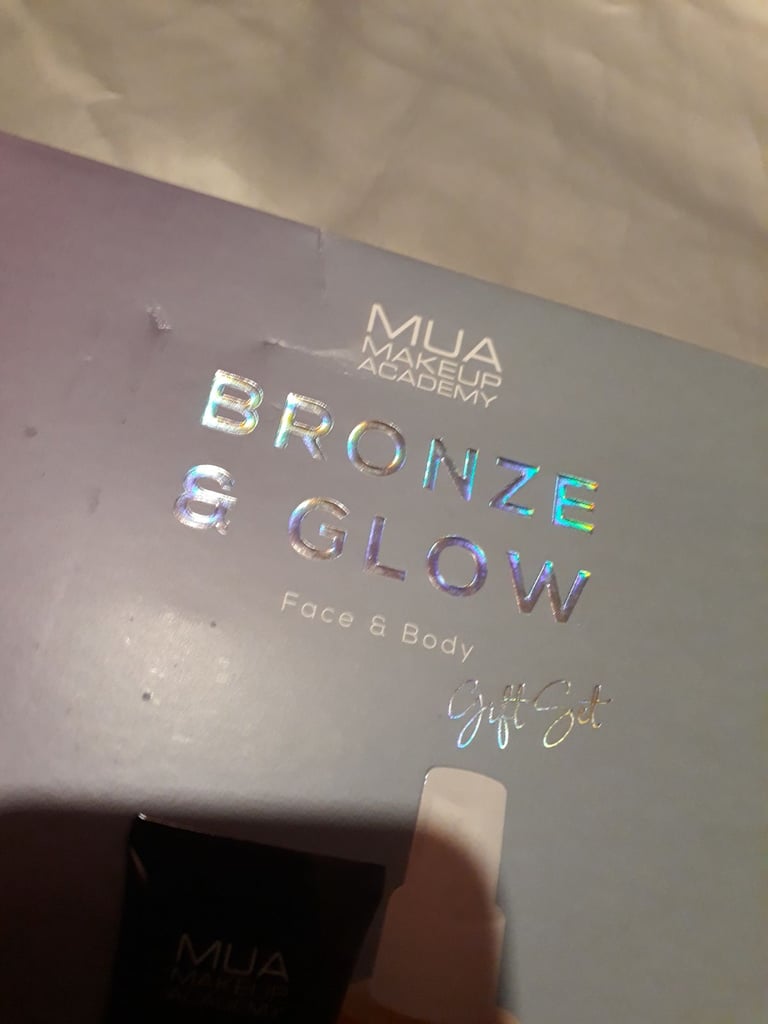 MUA
MAKEUP
ACADEMY
BRONZE
& GLOW
Face & Body
Gift Set
MUA
MAKEUP
ACADEMY